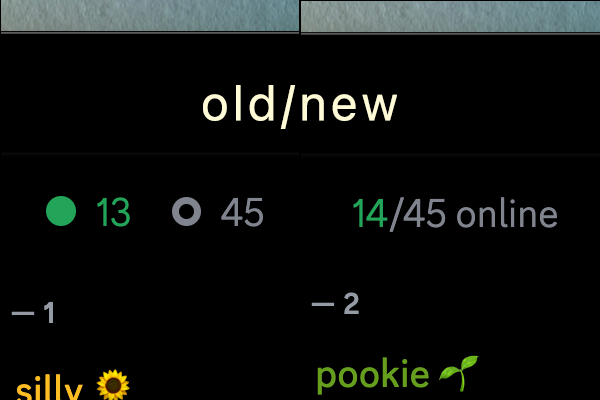 old/new
13 45
— 1
silly 🌻
14/45 online
— 2
pookie 🌱